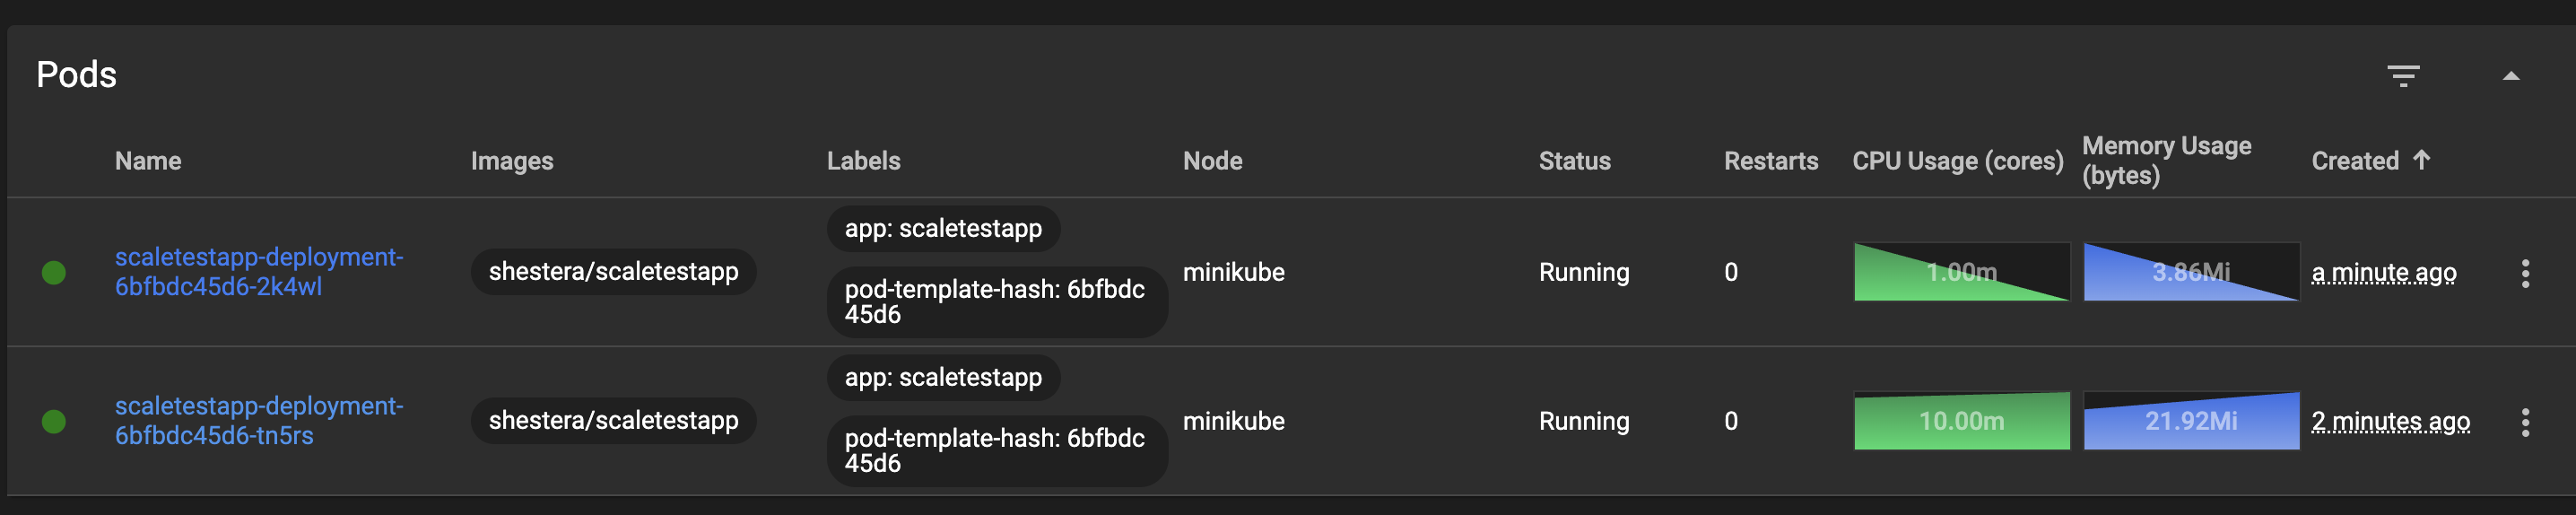 Pods
Name Images Labels Node Status Restarts CPU Usage (cores) Memory Usage
(bytes) Created
scaletestapp-deployment-
6bfbdc45d6-2k4wl
shestera/scaletestapp
app: scaletestapp
pod-template-hash: 6bfbdc
45d6
minikube
Running
0
1.00m
3.86Mi
a minute ago
scaletestapp-deployment-
6bfbdc45d6-tn5rs
shestera/scaletestapp
app: scaletestapp
pod-template-hash: 6bfbdc
45d6
minikube
Running
0
10.00m
21.92Mi
2 minutes ago